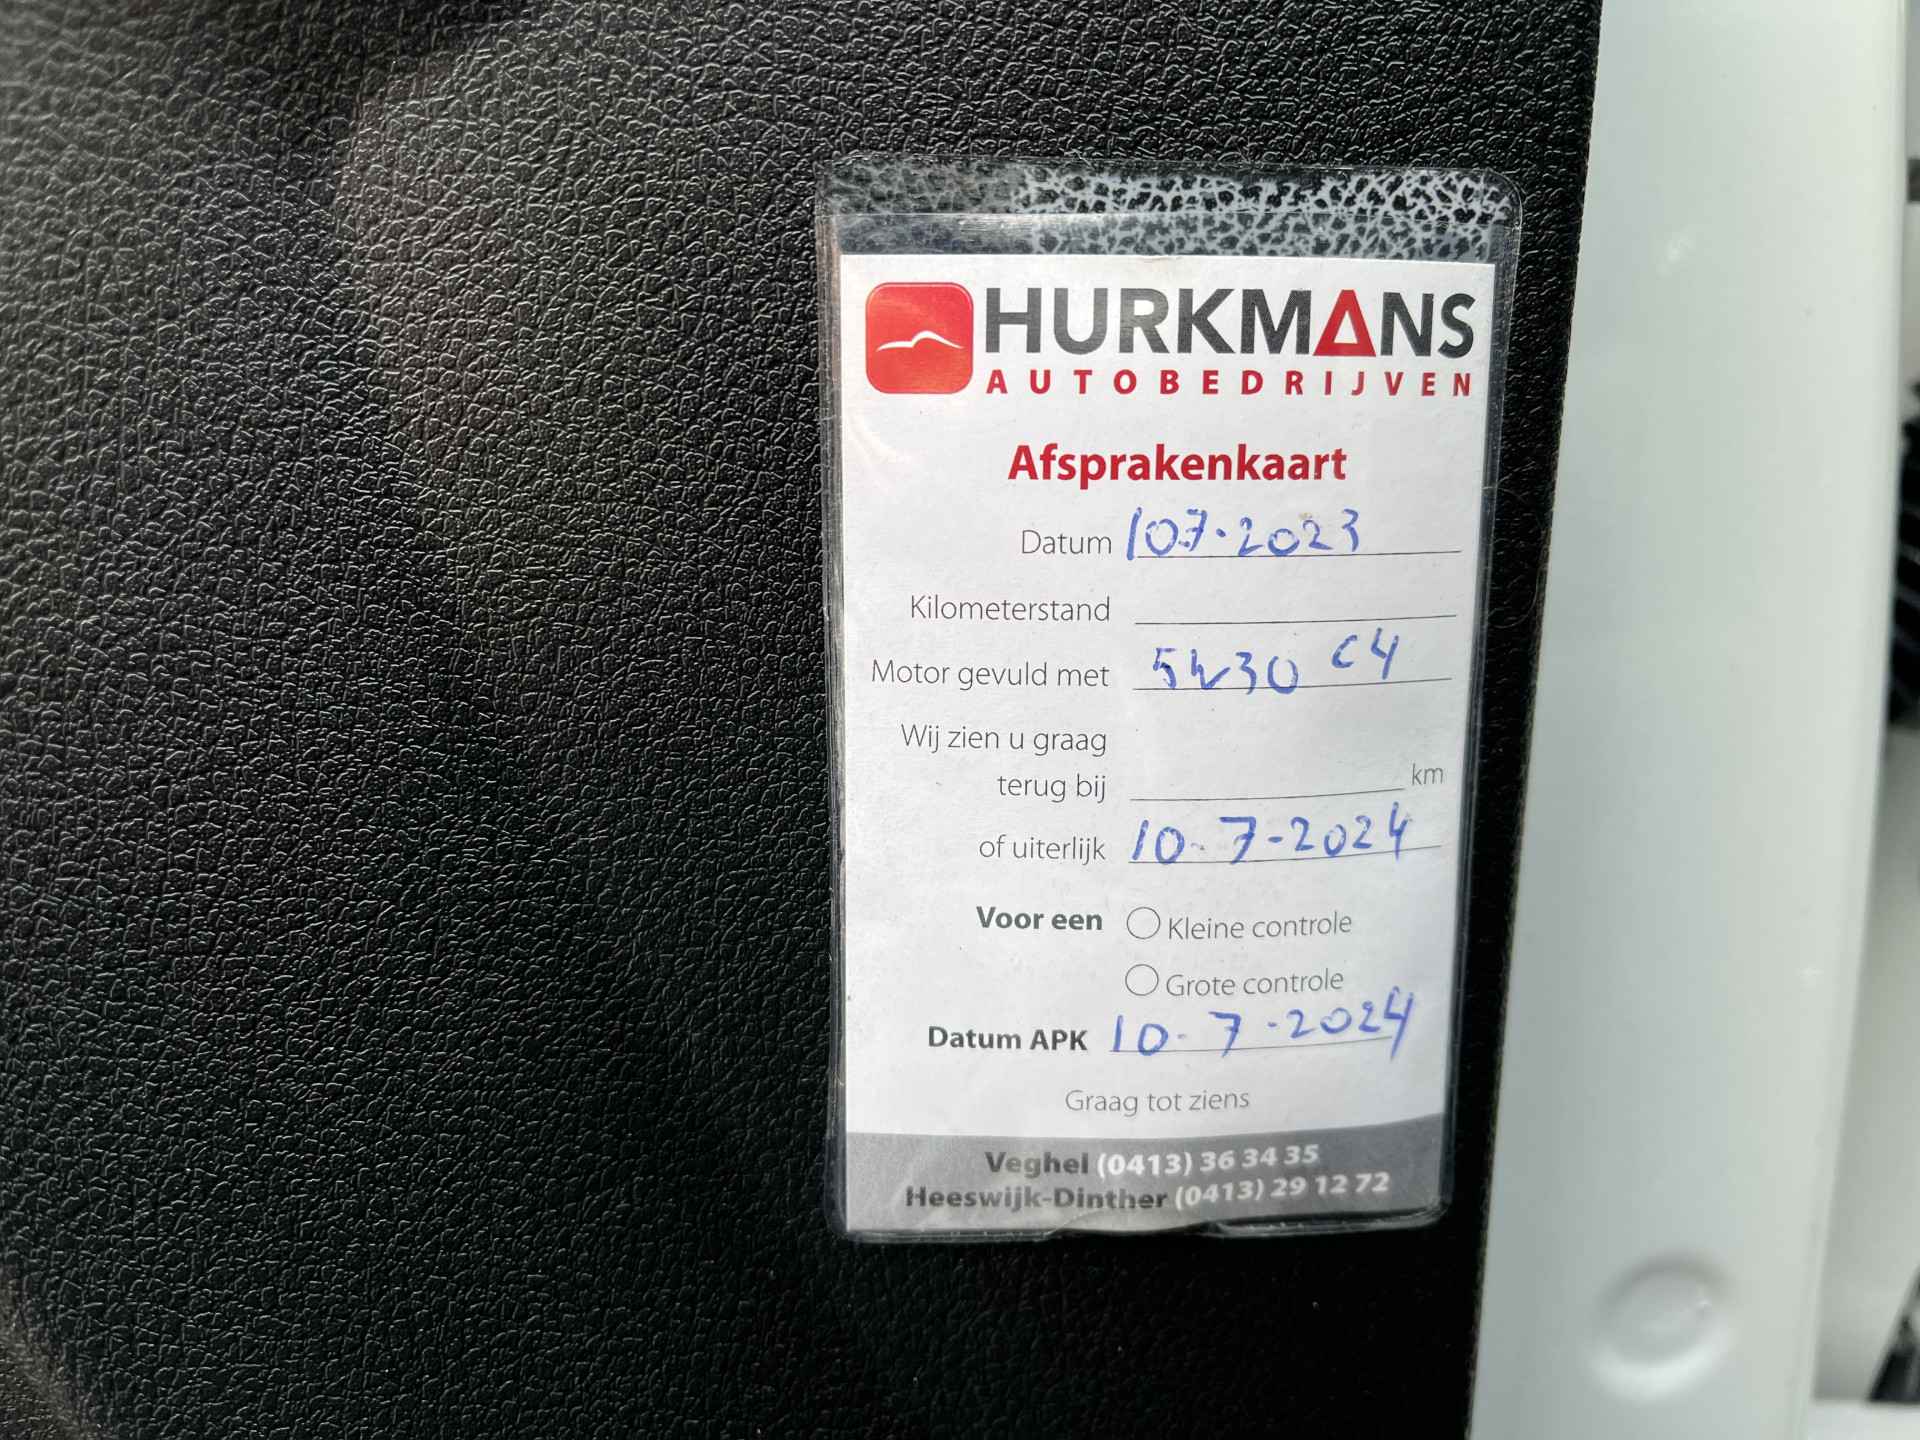 HURKMANS
AUTOBEDRIJVEN
Afsprakenkaart
Datum 107-2023
Kilometerstand
Motor gevuld met 5W30 C4
Wij zien u graag
terug bij km
of uiterlijk 10-7-2024
Voor een Kleine controle
Grote controle
Datum APK 10-7-2024
Graag tot ziens
Veghel (0413) 36 34 35
Heeswijk-Dinther (0413) 29 12 72